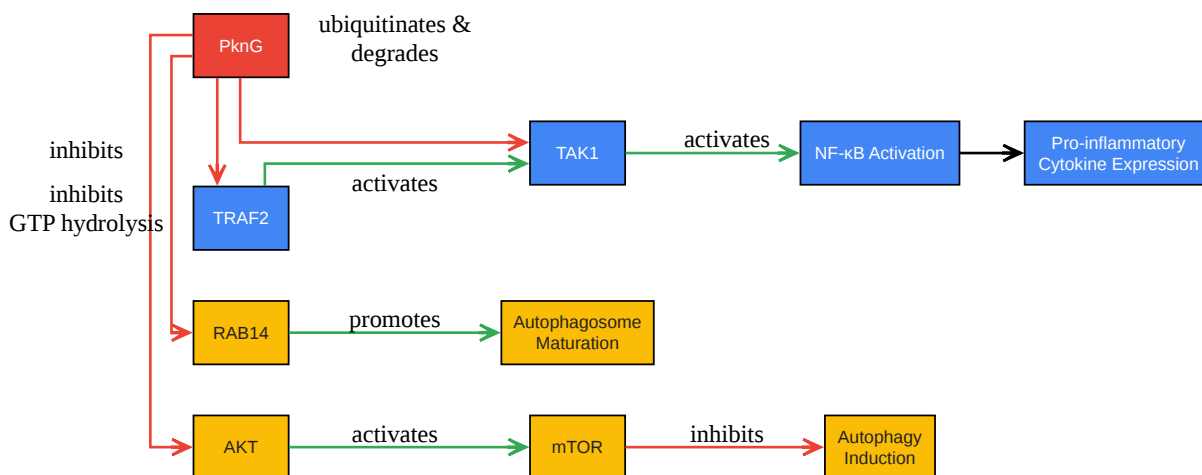 PknG
ubiquitinates &
degrades
inhibits
inhibits
GTP hydrolysis
TAK1
activates
NF-κB Activation
Pro-inflammatory
Cytokine Expression
activates
TRAF2
RAB14
promotes
Autophagosome
Maturation
AKT
activates
mTOR
inhibits
Autophagy
Induction